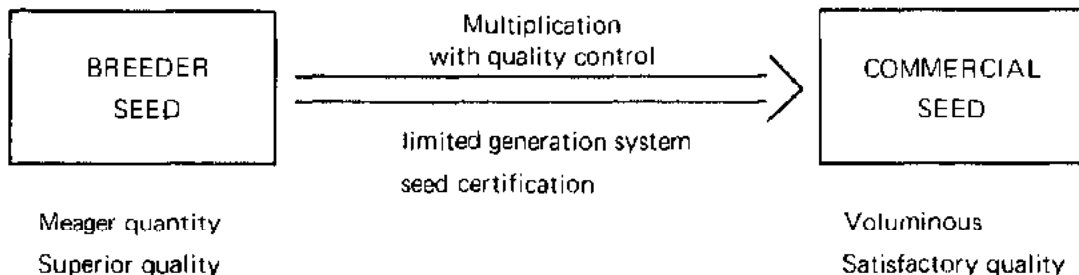 BREEDER
SEED
Multiplication
with quality control
limited generation system
seed certification
COMMERCIAL
SEED
Meager quantity
Superior quality
Voluminous
Satisfactory quality